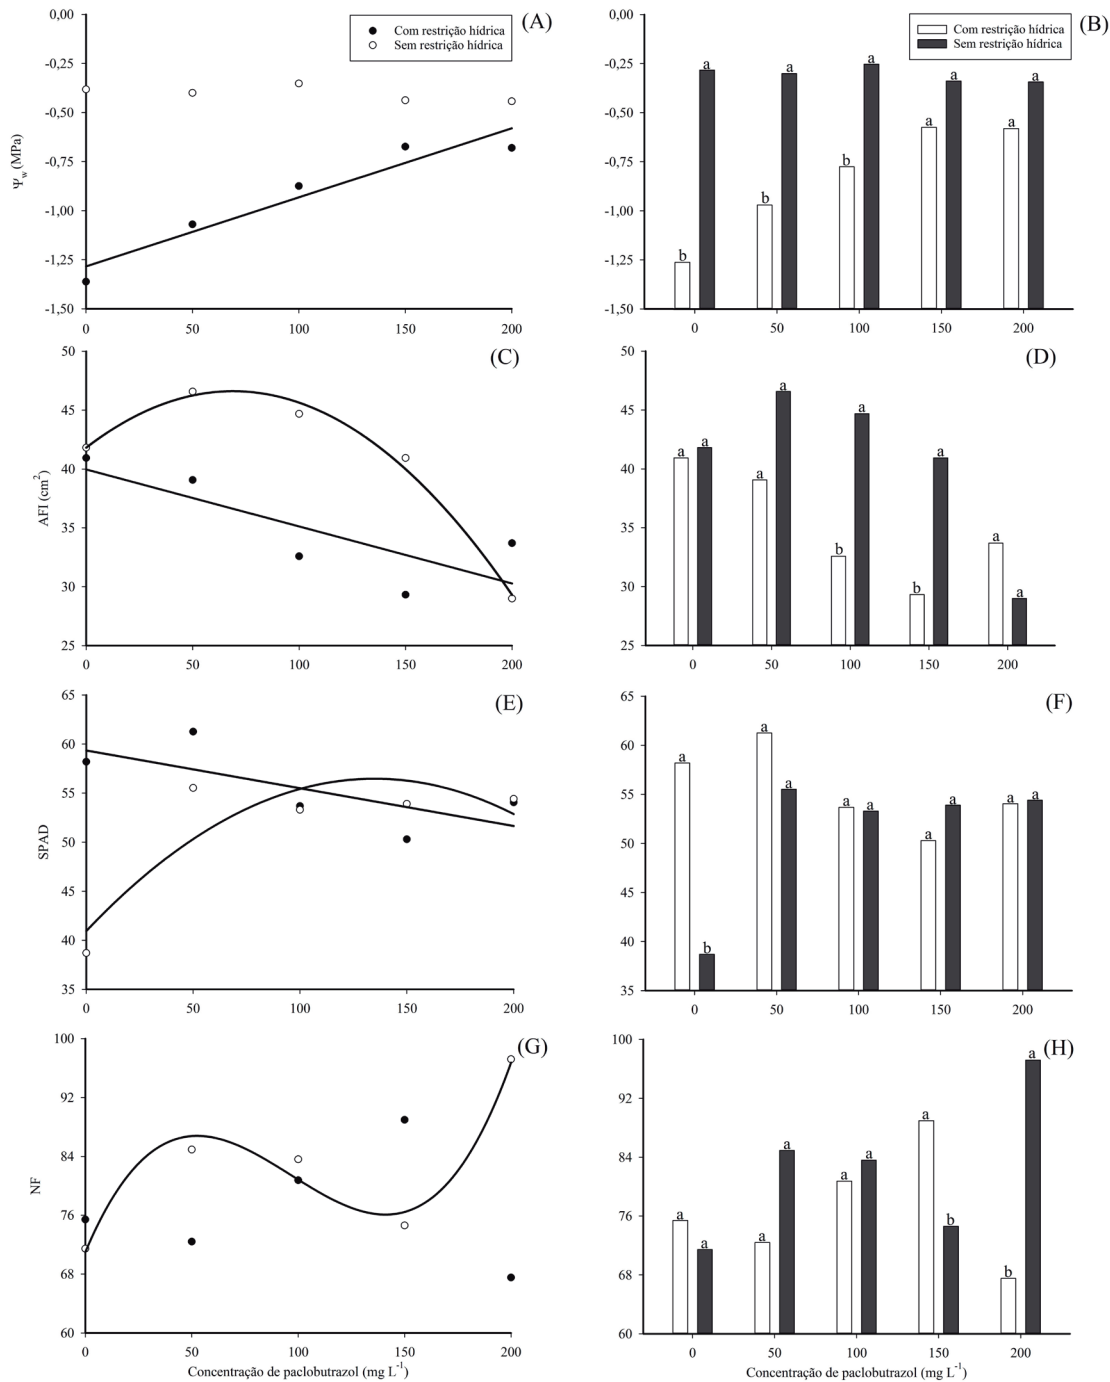 (A)
Com restrição hídrica
Sem restrição hídrica
Ψw (MPa)
0,00
-0,25
-0,50
-0,75
-1,00
-1,25
-1,50
0 50 100 150 200
(B)
Com restrição hídrica
Sem restrição hídrica
0,00
-0,25
-0,50
-0,75
-1,00
-1,25
-1,50
b a b a b a a a a a
0 50 100 150 200
(C)
AFI (cm2)
50
45
40
35
30
25
0 50 100 150 200
(D)
50
45
40
35
30
25
a a a a b a b a a a
0 50 100 150 200
(E)
SPAD
65
60
55
50
45
40
35
0 50 100 150 200
(F)
65
60
55
50
45
40
35
a b a a a a a a a a
0 50 100 150 200
(G)
NF
100
92
84
76
68
60
0 50 100 150 200
Concentração de paclobutrazol (mg L-1)
(H)
100
92
84
76
68
60
a a a a a a a b b a
0 50 100 150 200
Concentração de paclobutrazol (mg L-1)